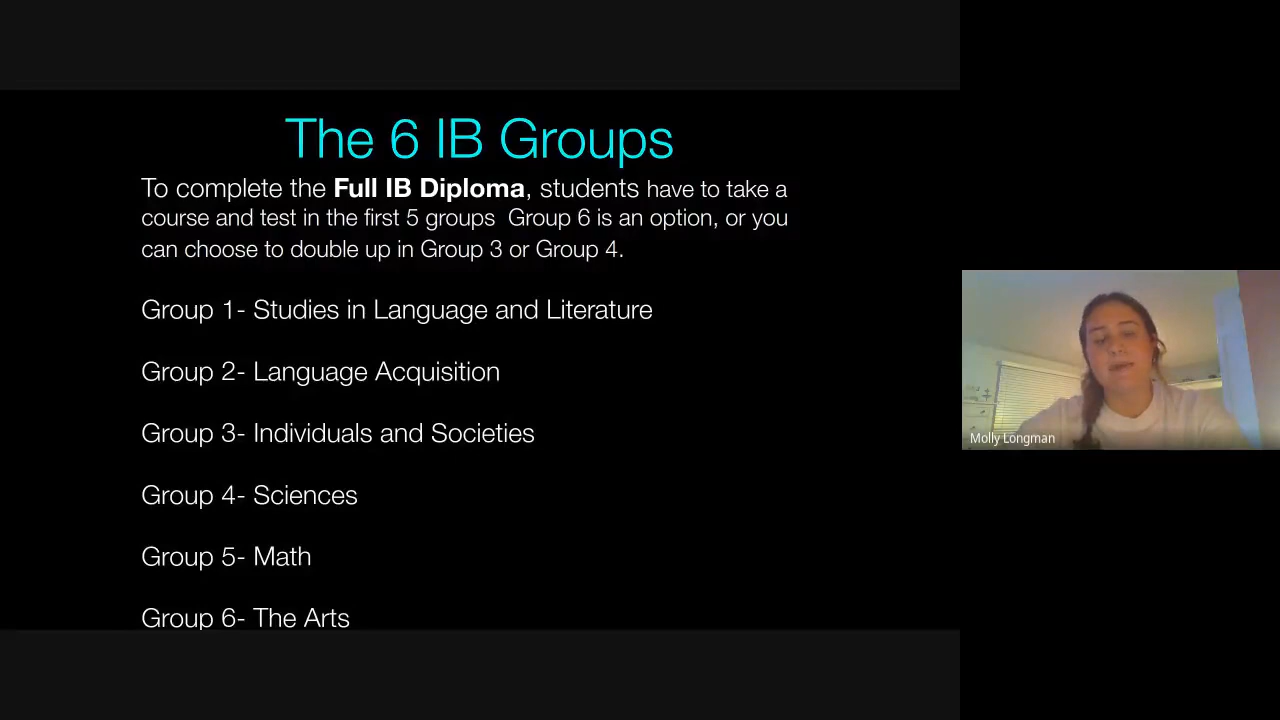 The 6 IB Groups
To complete the Full IB Diploma, students have to take a
course and test in the first 5 groups  Group 6 is an option, or you
can choose to double up in Group 3 or Group 4.
Group 1- Studies in Language and Literature
Group 2- Language Acquisition
Group 3- Individuals and Societies
Group 4- Sciences
Group 5- Math
Group 6- The Arts
Molly Longman